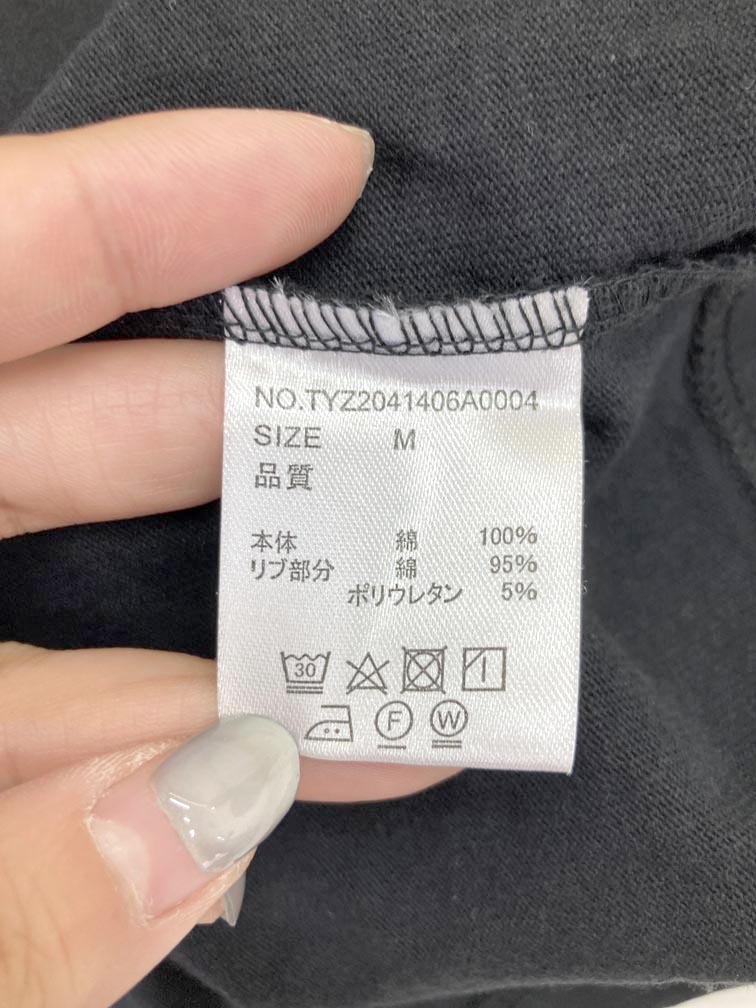 NO.TYZ2041406A0004
SIZE M
品質
本体 綿 100%
リブ部分 綿 95%
ポリウレタン 5%
30
F W